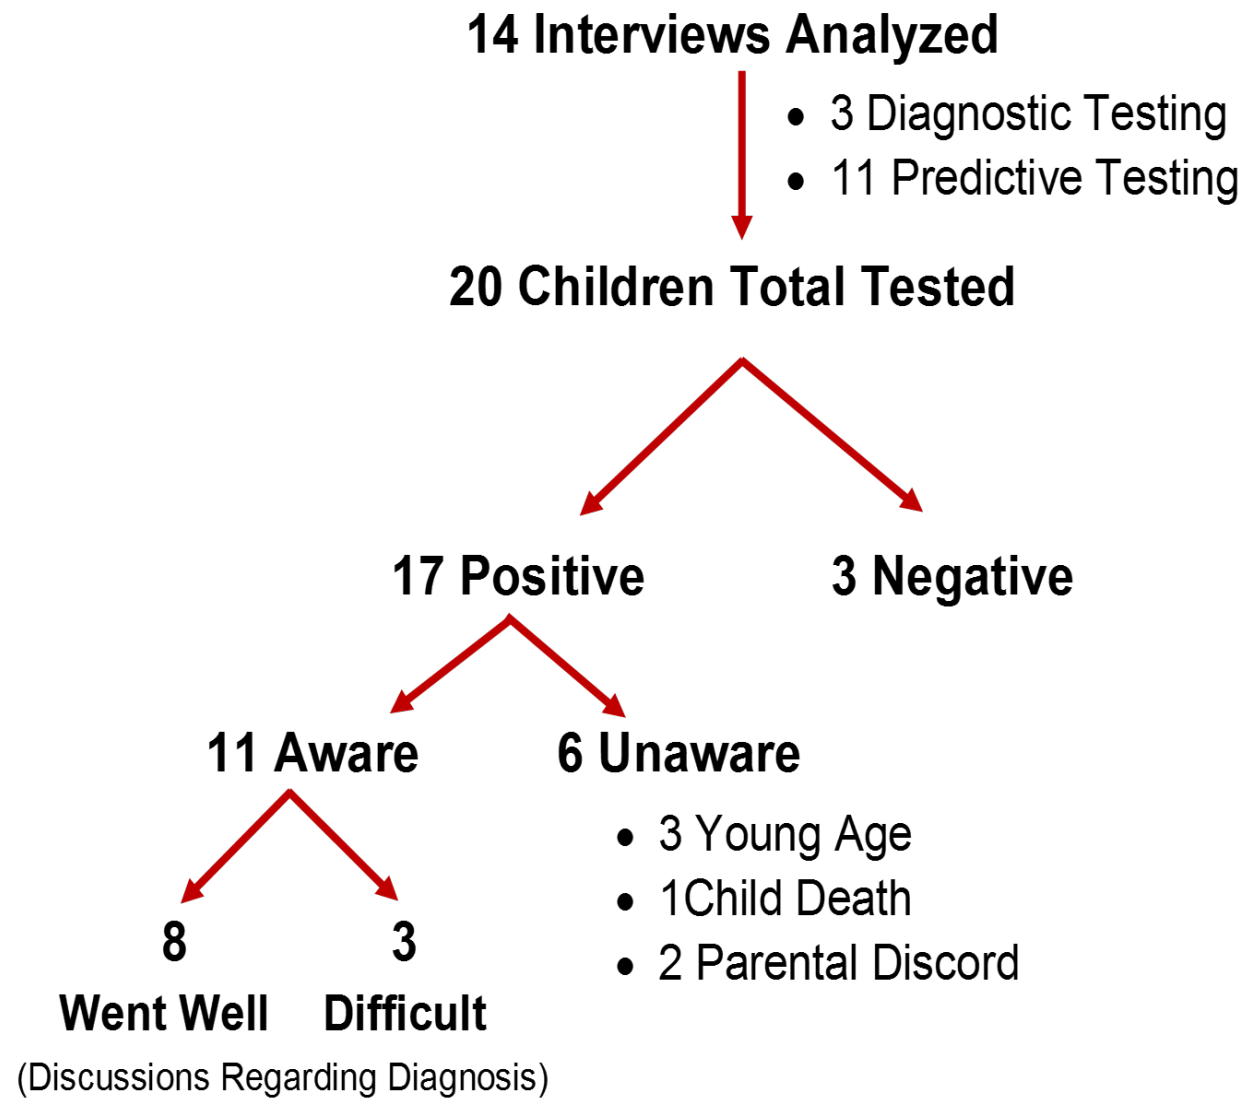 14 Interviews Analyzed
• 3 Diagnostic Testing
• 11 Predictive Testing
20 Children Total Tested
17 Positive
3 Negative
11 Aware
6 Unaware
• 3 Young Age
• 1Child Death
• 2 Parental Discord
8
Went Well
3
Difficult
(Discussions Regarding Diagnosis)